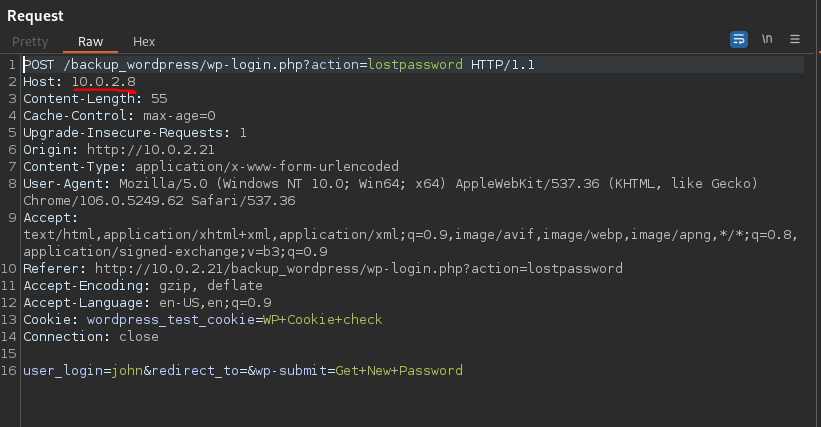 Request
Pretty Raw Hex \n
1 POST /backup_wordpress/wp-login.php?action=lostpassword HTTP/1.1
2 Host: 10.0.2.8
3 Content-Length: 55
4 Cache-Control: max-age=0
5 Upgrade-Insecure-Requests: 1
6 Origin: http://10.0.2.21
7 Content-Type: application/x-www-form-urlencoded
8 User-Agent: Mozilla/5.0 (Windows NT 10.0; Win64; x64) AppleWebKit/537.36 (KHTML, like Gecko)
Chrome/106.0.5249.62 Safari/537.36
9 Accept:
text/html,application/xhtml+xml,application/xml;q=0.9,image/avif,image/webp,image/apng,*/*;q=0.8,
application/signed-exchange;v=b3;q=0.9
10 Referer: http://10.0.2.21/backup_wordpress/wp-login.php?action=lostpassword
11 Accept-Encoding: gzip, deflate
12 Accept-Language: en-US,en;q=0.9
13 Cookie: wordpress_test_cookie=WP+Cookie+check
14 Connection: close
15
16 user_login=john&redirect_to=&wp-submit=Get+New+Password